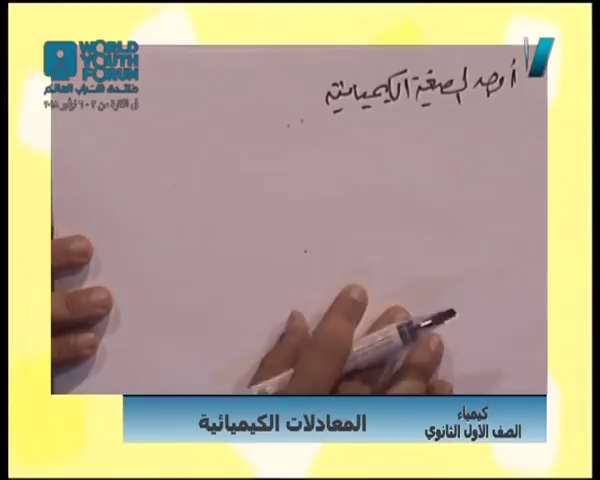 WORLD
YOUTH
FORUM
منتدى شباب العالم
أوجد الصيغة الكيميائية
كيمياء
الصف الأول الثانوي
المعادلات الكيميائية